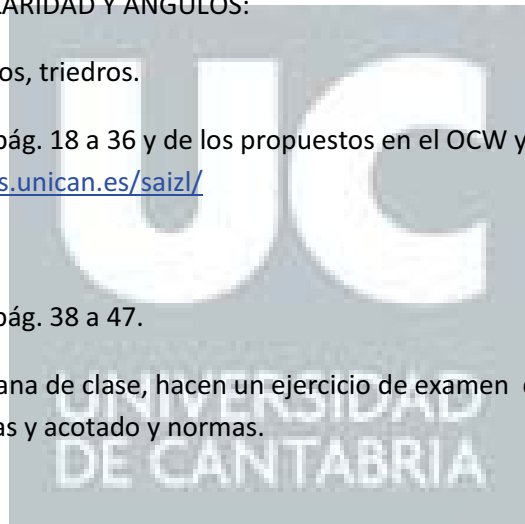 LARIDAD Y ÁNGULOS:
os, triedros.
pág. 18 a 36 y de los propuestos en el OCW y
s.unican.es/saizl/
pág. 38 a 47.
ana de clase, hacen un ejercicio de examen
as y acotado y normas.
UC
UNIVERSIDAD
DE CANTABRIA